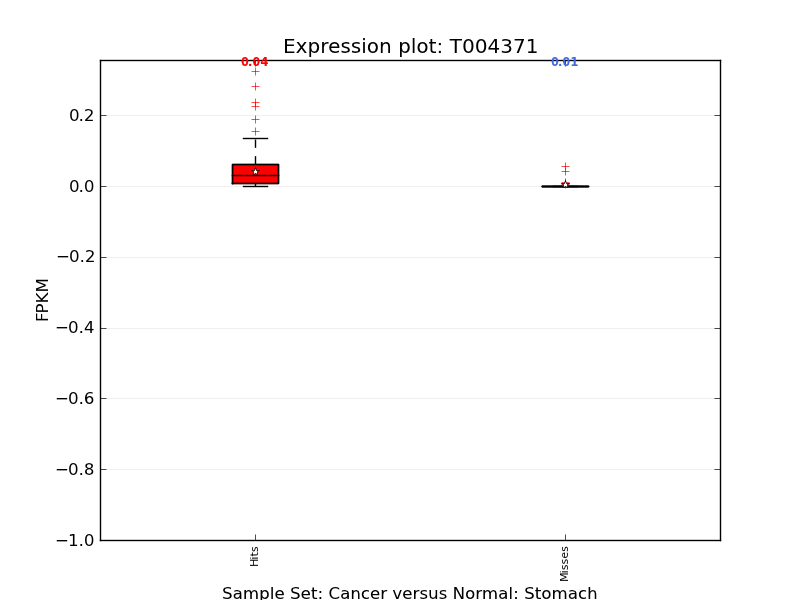 Expression plot: T004371
0.04
0.01
0.2
0.0
−0.2
−0.4
−0.6
−0.8
−1.0
FPKM
Hits
Misses
Sample Set: Cancer versus Normal: Stomach